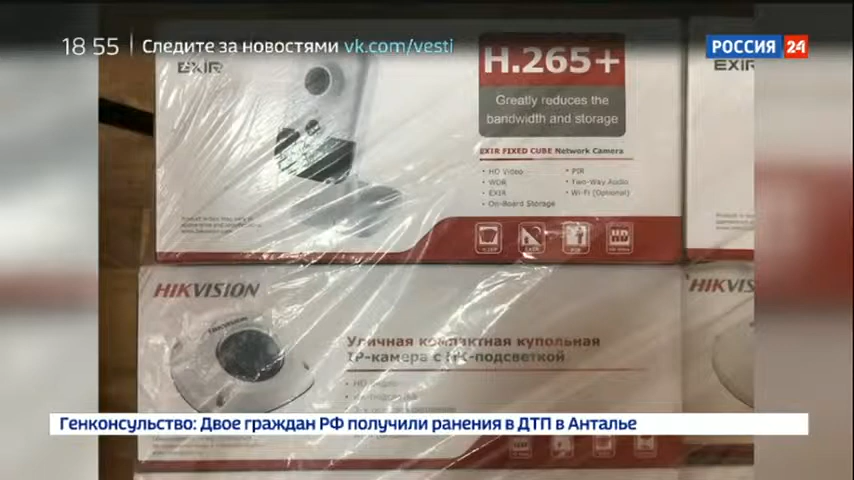 18 55 | Следите за новостями vk.com/vesti
РОССИЯ 24
EXIR
H.265+
EXIR
Greatly reduces the
bandwidth and storage
EXIR FIXED CUBE Network Camera
• HD Video
• PIR
• WDR
• Two-Way Audio
• EXIR
• Wi-Fi (Optional)
• On-Board Storage
HD
HIKVISION
HIKVIS
HIKVISION
Уличная компактная купольная
IP-камера с ИК-подсветкой
Генконсульство: Двое граждан РФ получили ранения в ДТП в Анталье